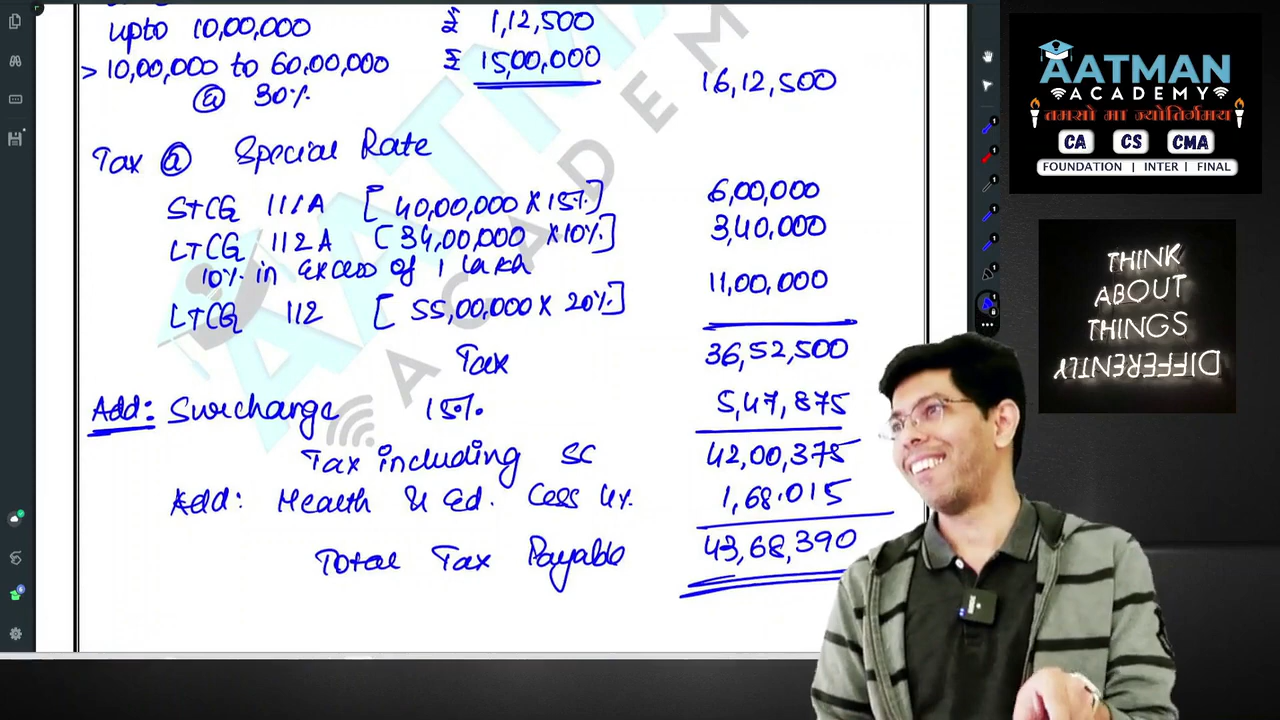 upto 10,00,000 ₹ 1,12,500
> 10,00,000 to 60,00,000 ₹ 15,00,000
@ 30% 16,12,500
Tax @ Special Rate
STCG 111A [40,00,000 × 15%] 6,00,000
LTCG 112A [34,00,000 × 10%] 3,40,000
10% in excess of 1 lakh
LTCG 112 [55,00,000 × 20%] 11,00,000
Tax 36,52,500
Add: Surcharge 15% 5,47,875
Tax including SC 42,00,375
Add: Health & Ed. Cess 4% 1,68,015
Total Tax Payable 43,68,390
AATMAN
ACADEMY
तमसो मा ज्योतिर्गमय
CA CS CMA
FOUNDATION | INTER | FINAL
THINK
ABOUT
THINGS
DIFFERENTLY